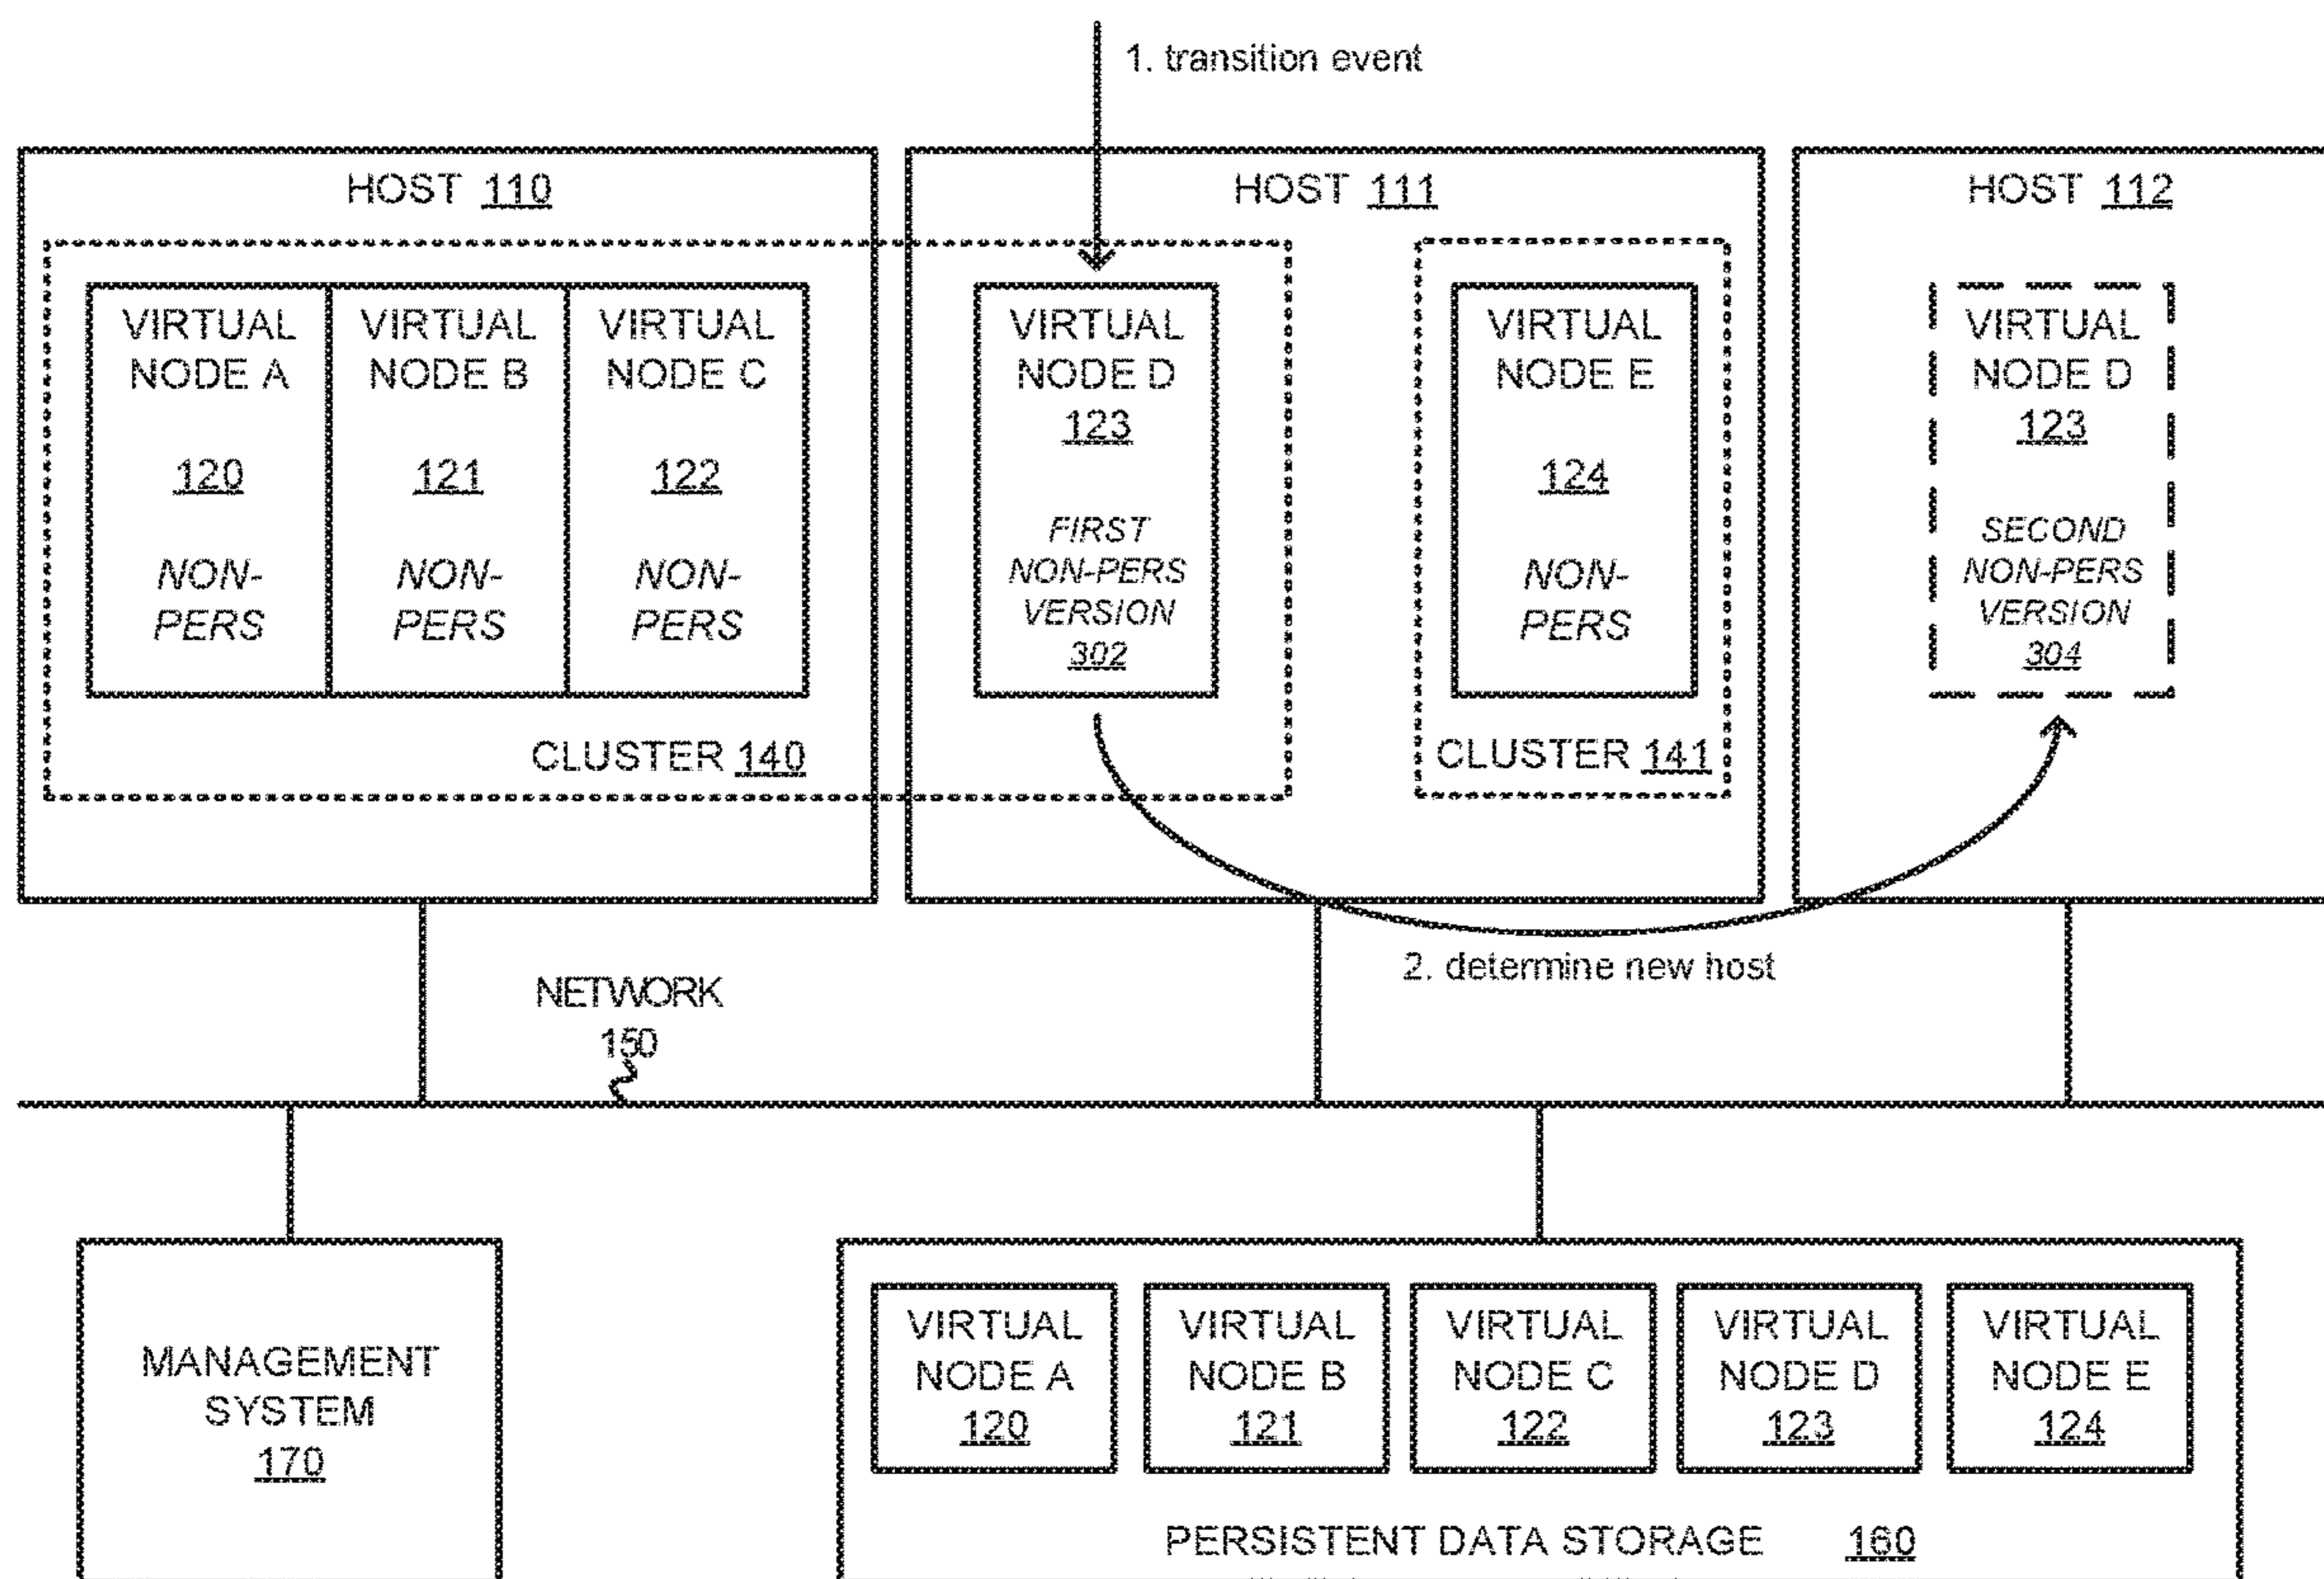 1. transition event
HOST 110
HOST 111
HOST 112
VIRTUAL
NODE A
120
NON-
PERS
VIRTUAL
NODE B
121
NON-
PERS
VIRTUAL
NODE C
122
NON-
PERS
CLUSTER 140
VIRTUAL
NODE D
123
FIRST
NON-PERS
VERSION
302
VIRTUAL
NODE E
124
NON-
PERS
CLUSTER 141
VIRTUAL
NODE D
123
SECOND
NON-PERS
VERSION
304
2. determine new host
NETWORK
150
MANAGEMENT
SYSTEM
170
VIRTUAL
NODE A
120
VIRTUAL
NODE B
121
VIRTUAL
NODE C
122
VIRTUAL
NODE D
123
VIRTUAL
NODE E
124
PERSISTENT DATA STORAGE 160